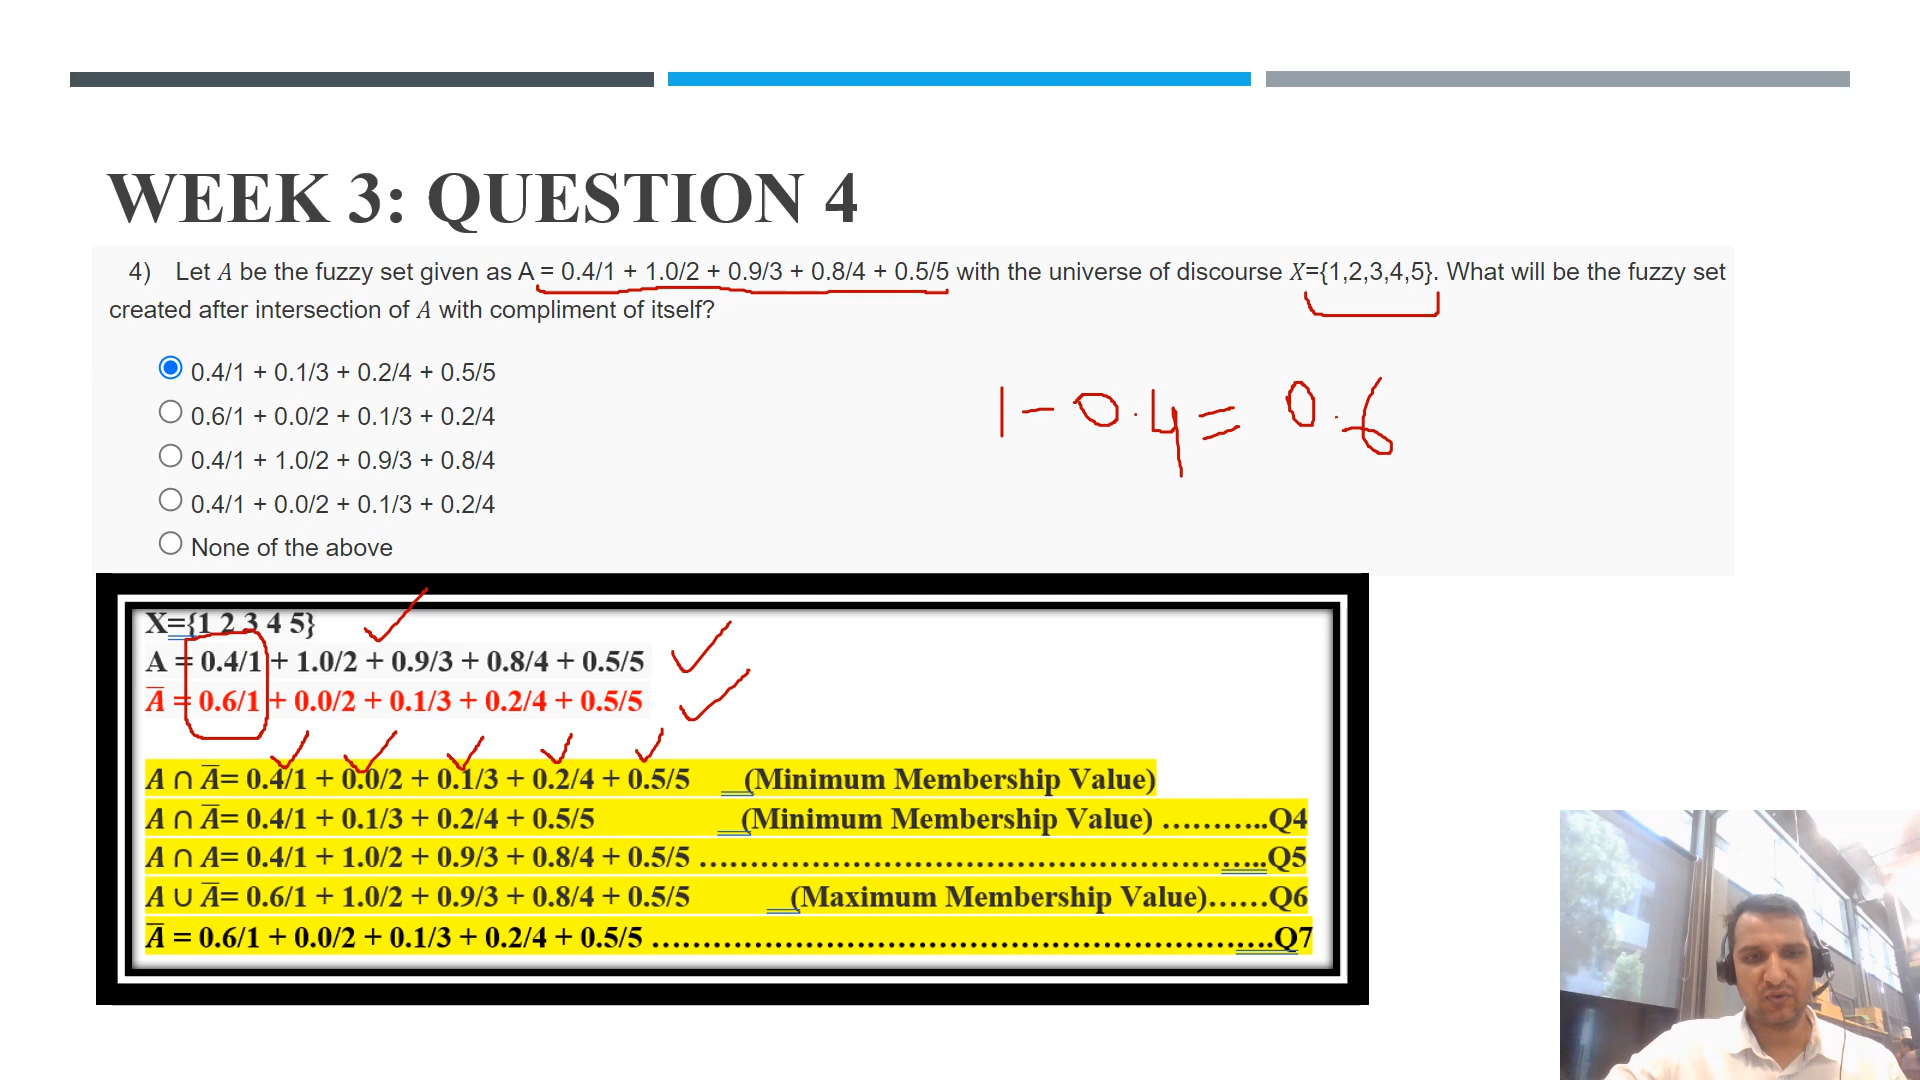 WEEK 3: QUESTION 4
4) Let A be the fuzzy set given as A = 0.4/1 + 1.0/2 + 0.9/3 + 0.8/4 + 0.5/5 with the universe of discourse X={1,2,3,4,5}. What will be the fuzzy set
created after intersection of A with compliment of itself?
0.4/1 + 0.1/3 + 0.2/4 + 0.5/5
0.6/1 + 0.0/2 + 0.1/3 + 0.2/4
0.4/1 + 1.0/2 + 0.9/3 + 0.8/4
0.4/1 + 0.0/2 + 0.1/3 + 0.2/4
None of the above
1 - 0.4 = 0.6
X={1 2 3 4 5}
A = 0.4/1 + 1.0/2 + 0.9/3 + 0.8/4 + 0.5/5
A̅ = 0.6/1 + 0.0/2 + 0.1/3 + 0.2/4 + 0.5/5
A ∩ A̅= 0.4/1 + 0.0/2 + 0.1/3 + 0.2/4 + 0.5/5 (Minimum Membership Value)
A ∩ A̅= 0.4/1 + 0.1/3 + 0.2/4 + 0.5/5 (Minimum Membership Value) ………..Q4
A ∩ A= 0.4/1 + 1.0/2 + 0.9/3 + 0.8/4 + 0.5/5 …………………………………………………..Q5
A ∪ A̅= 0.6/1 + 1.0/2 + 0.9/3 + 0.8/4 + 0.5/5 (Maximum Membership Value)……Q6
A̅ = 0.6/1 + 0.0/2 + 0.1/3 + 0.2/4 + 0.5/5 ……………………………………………………….Q7